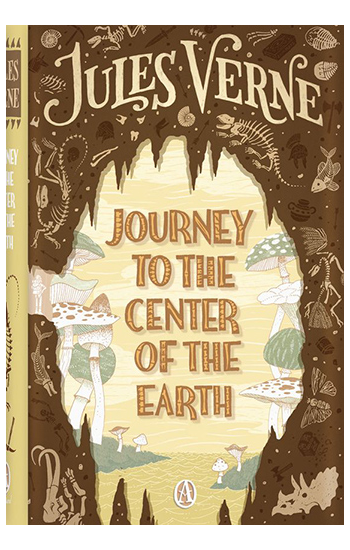 JULES VERNE
JOURNEY
TO THE
CENTER
OF THE
EARTH
A